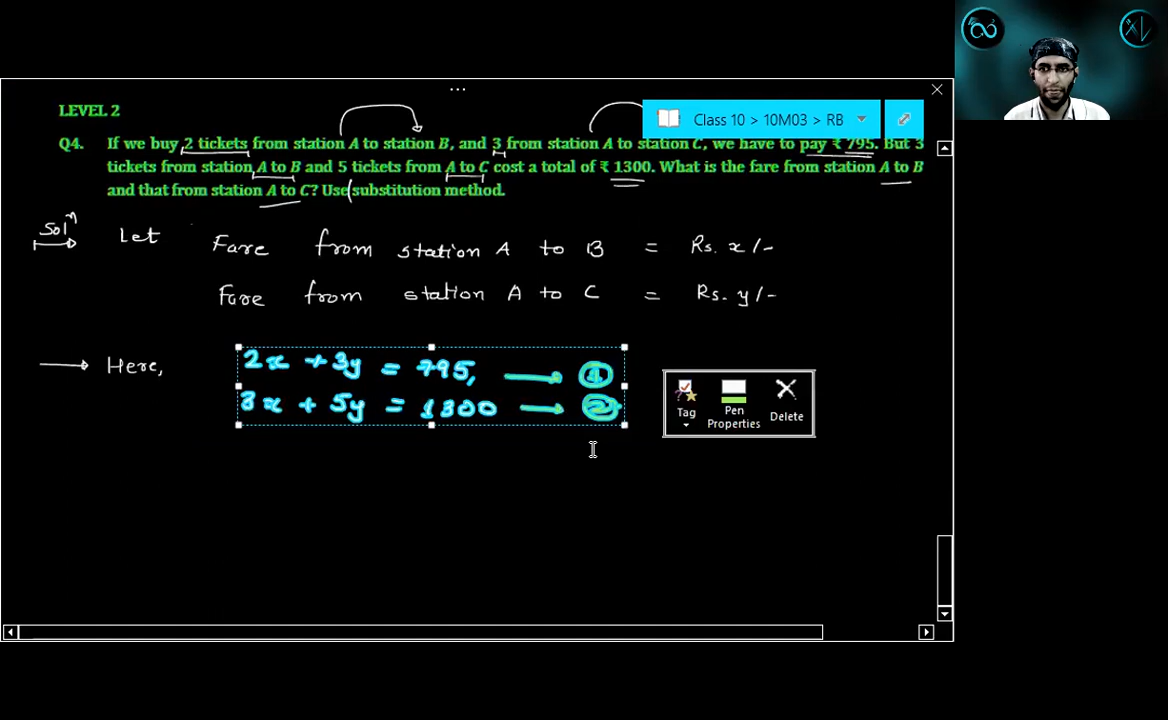 LEVEL 2
Class 10 > 10M03 > RB
Q4. If we buy 2 tickets from station A to station B, and 3 from station A to station C, we have to pay ₹ 795. But 3
tickets from station A to B and 5 tickets from A to C cost a total of ₹ 1300. What is the fare from station A to B
and that from station A to C? Use substitution method.
Solⁿ Let Fare from station A to B = Rs. x/-
Fare from station A to C = Rs. y/-
Here, 2x + 3y = 795, → 1
3x + 5y = 1300 → 2
Tag
Pen
Properties
Delete